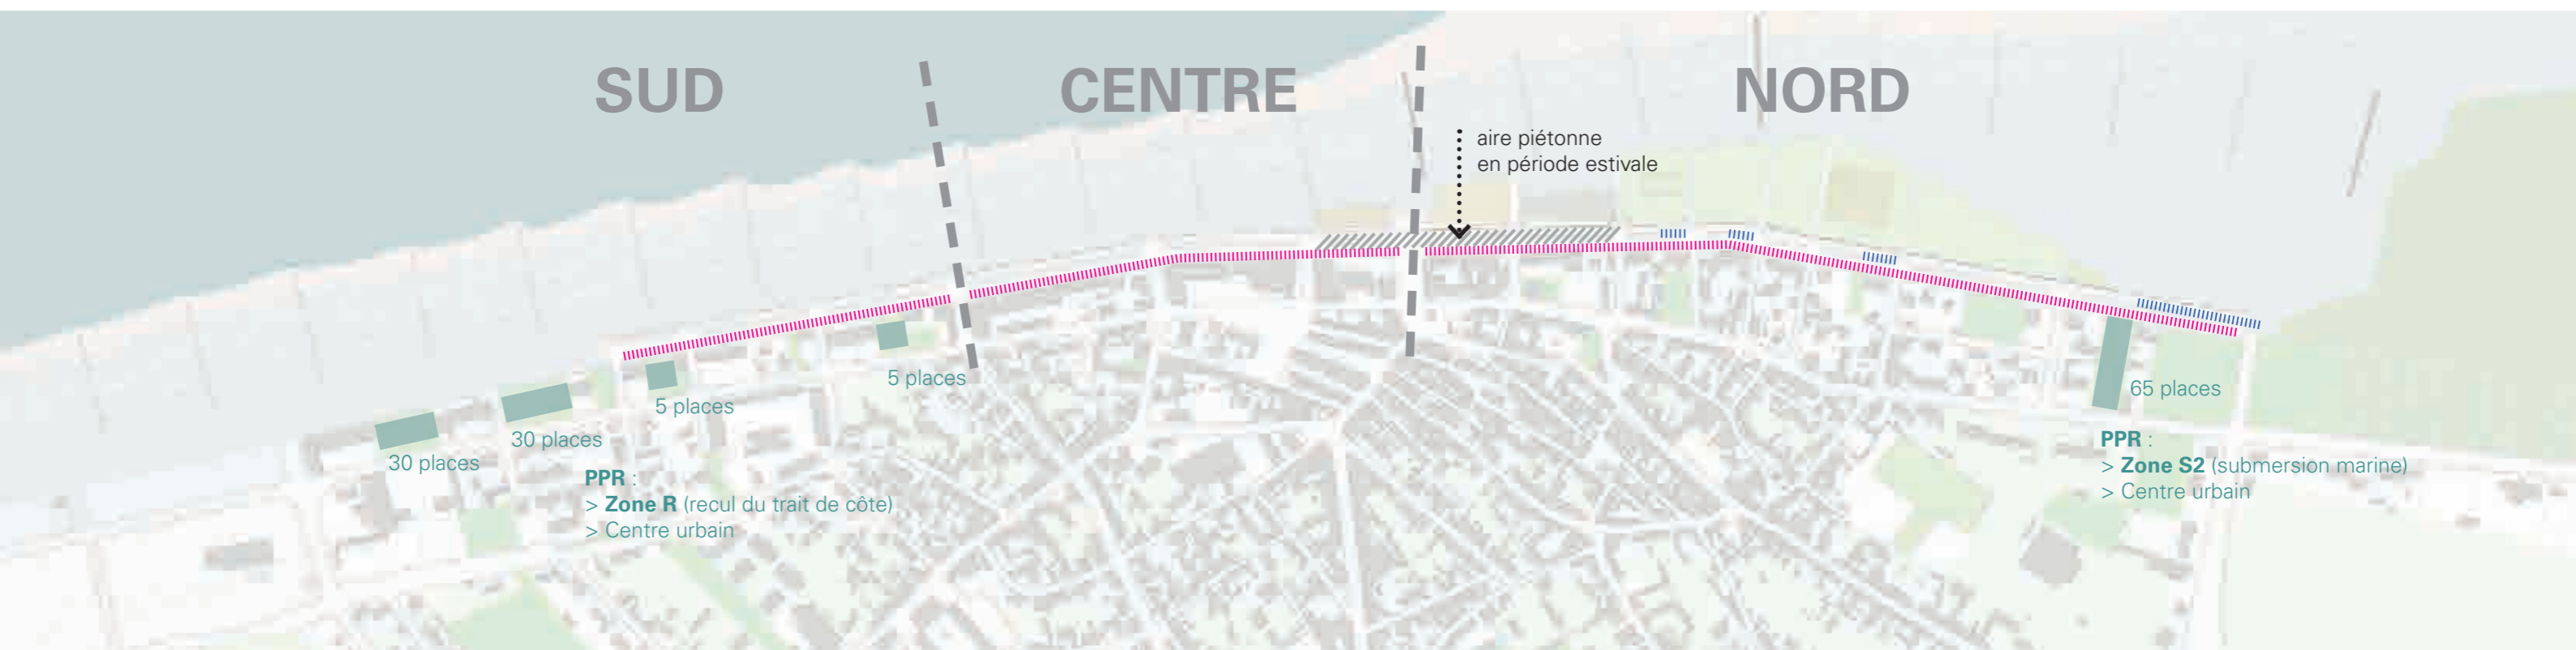 SUD
CENTRE
NORD
aire piétonne
en période estivale
5 places
5 places
30 places
30 places
PPR :
> Zone R (recul du trait de côte)
> Centre urbain
65 places
PPR :
> Zone S2 (submersion marine)
> Centre urbain